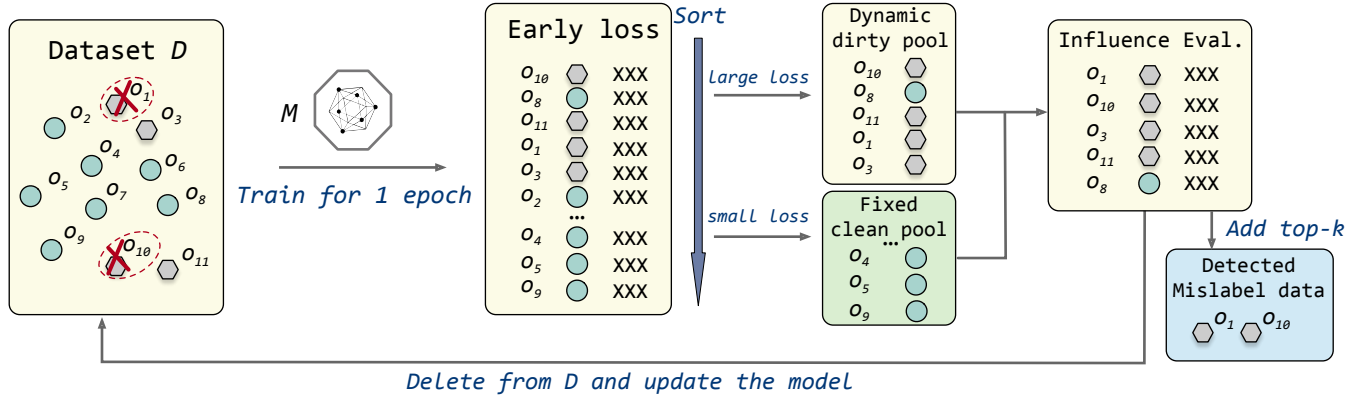 Dataset D
O1
O2
O3
O4
O6
O5
O7
O8
O9
O10
O11
M
Train for 1 epoch
Early loss
O10 XXX
O8 XXX
O11 XXX
O1 XXX
O3 XXX
O2 XXX
...
O4 XXX
O5 XXX
O9 XXX
Sort
large loss
small loss
Dynamic
dirty pool
O10
O8
O11
O1
O3
Fixed
clean pool
...
O4
O5
O9
Influence Eval.
O1 XXX
O10 XXX
O3 XXX
O11 XXX
O8 XXX
Add top-k
Detected
Mislabel data
O1 O10
Delete from D and update the model